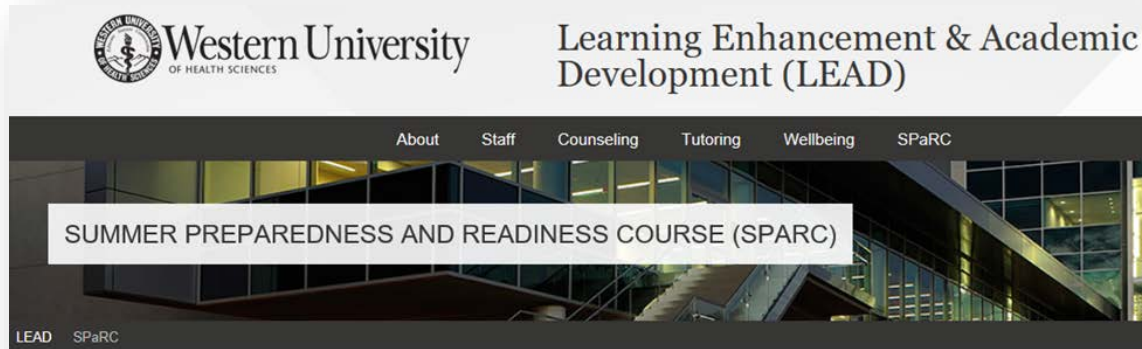 Western University
OF HEALTH SCIENCES
Learning Enhancement & Academic
Development (LEAD)
About Staff Counseling Tutoring Wellbeing SPaRC
SUMMER PREPAREDNESS AND READINESS COURSE (SPARC)
LEAD SPaRC